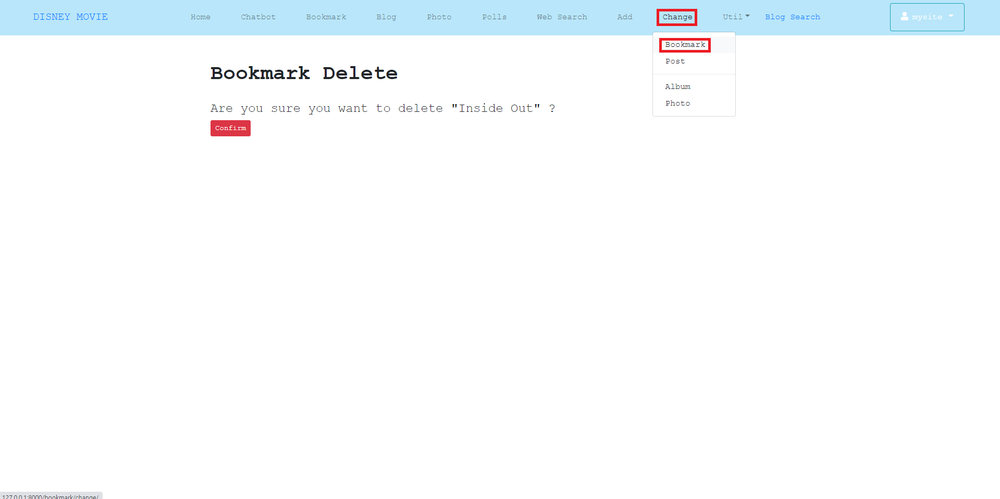 DISNEY MOVIE Home Chatbot Bookmark Blog Photo Polls Web Search Add Change Util Blog Search mysite
Bookmark
Post
Album
Photo
Bookmark Delete
Are you sure you want to delete "Inside Out" ?
Confirm
127.0.0.1:8000/bookmark/change/